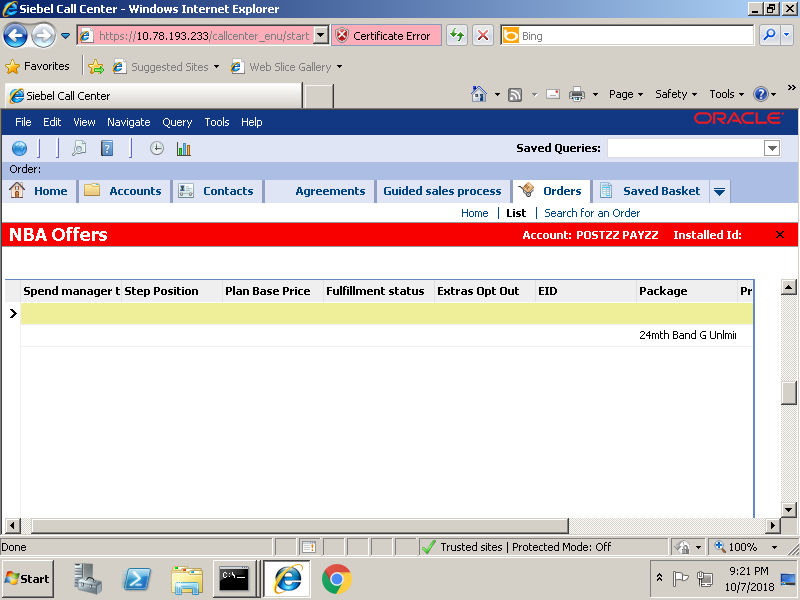 Siebel Call Center - Windows Internet Explorer
https://10.78.193.233/callcenter_enu/start
Certificate Error
Bing
Favorites
Suggested Sites
Web Slice Gallery
Siebel Call Center
Page
Safety
Tools
File Edit View Navigate Query Tools Help
ORACLE
Saved Queries:
Order:
Home Accounts Contacts Agreements Guided sales process Orders Saved Basket
Home | List | Search for an Order
NBA Offers
Account: POSTZZ PAYZZ Installed Id:
Spend manager t Step Position Plan Base Price Fulfillment status Extras Opt Out EID Package Pr
24mth Band G Unlmi
Done
Trusted sites | Protected Mode: Off
100%
Start
C:\
9:21 PM
10/7/2018